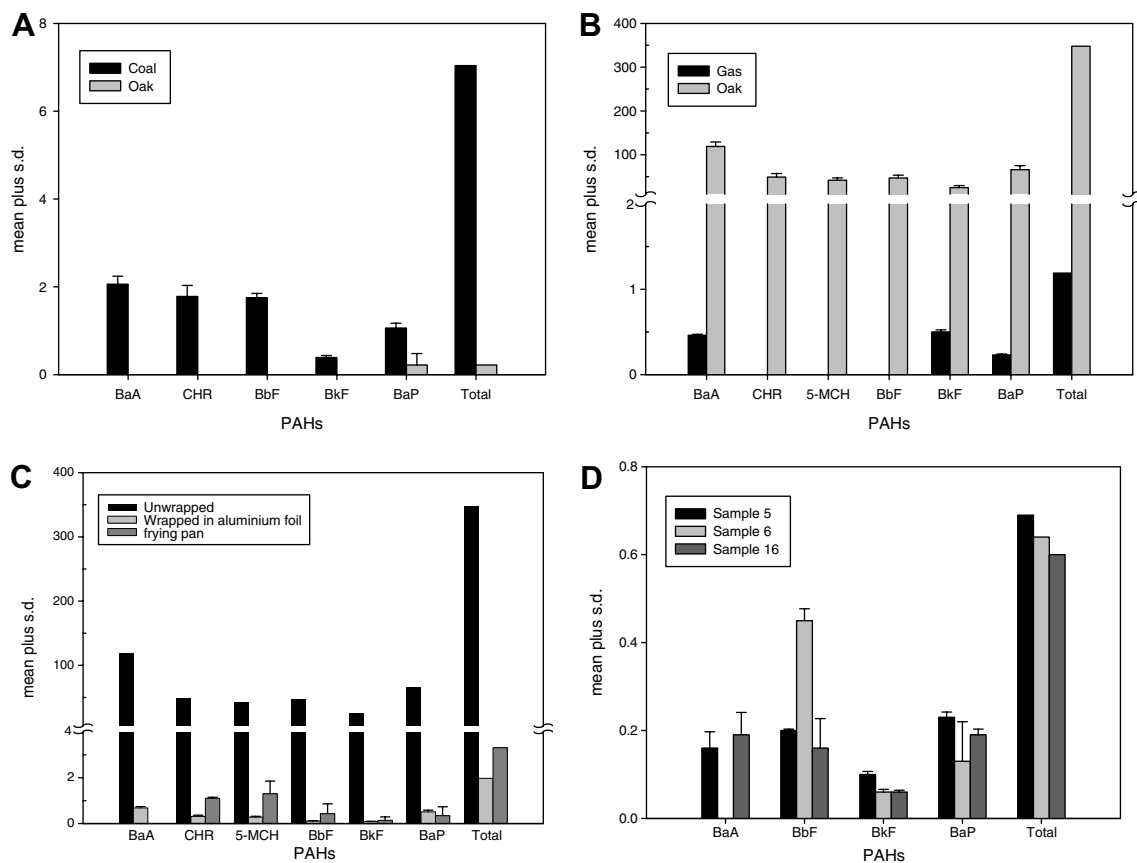 A
8
6
4
2
0
mean plus s.d.
Coal
Oak
BaA CHR BbF BkF BaP Total
PAHs
B
400
350
300
250
200
100
2
1
0
mean plus s.d.
Gas
Oak
BaA CHR 5-MCH BbF BkF BaP Total
PAHs
C
400
300
200
100
4
2
0
mean plus s.d.
Unwrapped
Wrapped in aluminium foil
frying pan
BaA CHR 5-MCH BbF BkF BaP Total
PAHs
D
0.8
0.6
0.4
0.2
0.0
mean plus s.d.
Sample 5
Sample 6
Sample 16
BaA BbF BkF BaP Total
PAHs